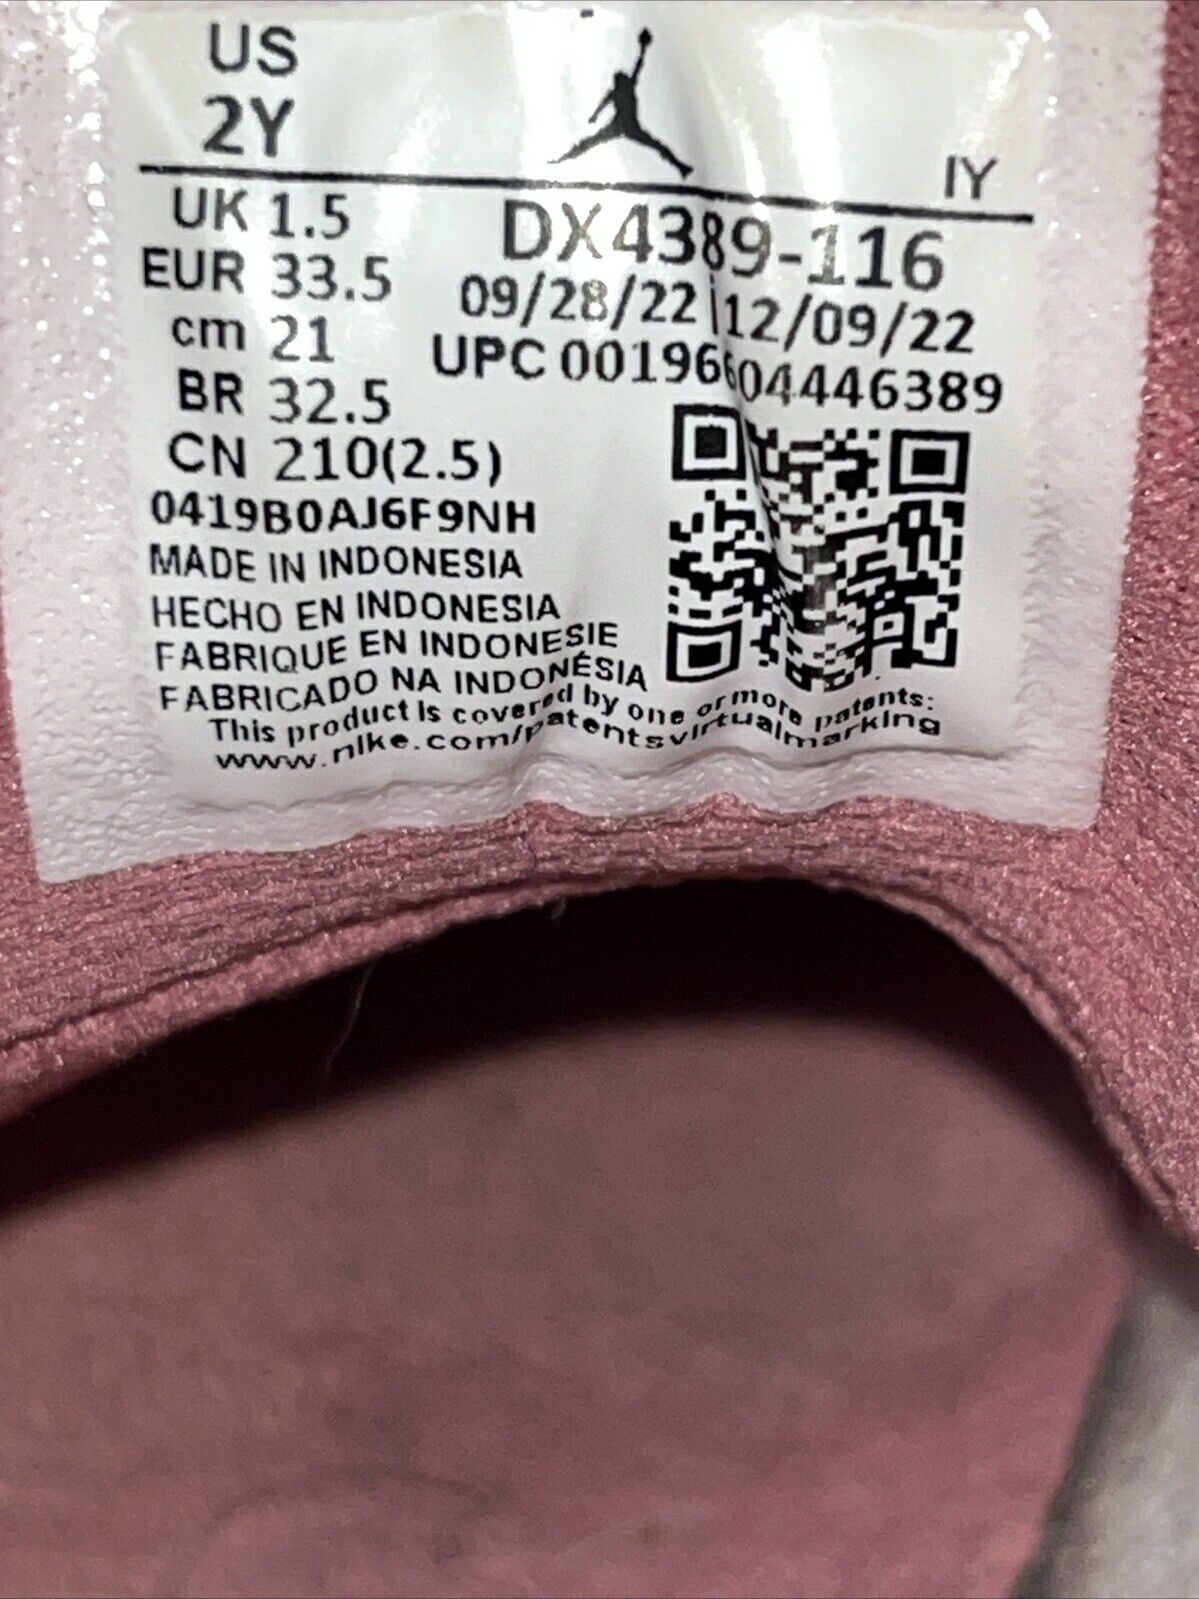 US
2Y
IY
UK 1.5
EUR 33.5
cm 21
BR 32.5
CN 210(2.5)
DX4389-116
09/28/22 12/09/22
UPC 00196604446389
0419B0AJ6F9NH
MADE IN INDONESIA
HECHO EN INDONESIA
FABRIQUE EN INDONESIE
FABRICADO NA INDONÉSIA
This product is covered by one or more patents:
www.nike.com/patentsvirtualmarking